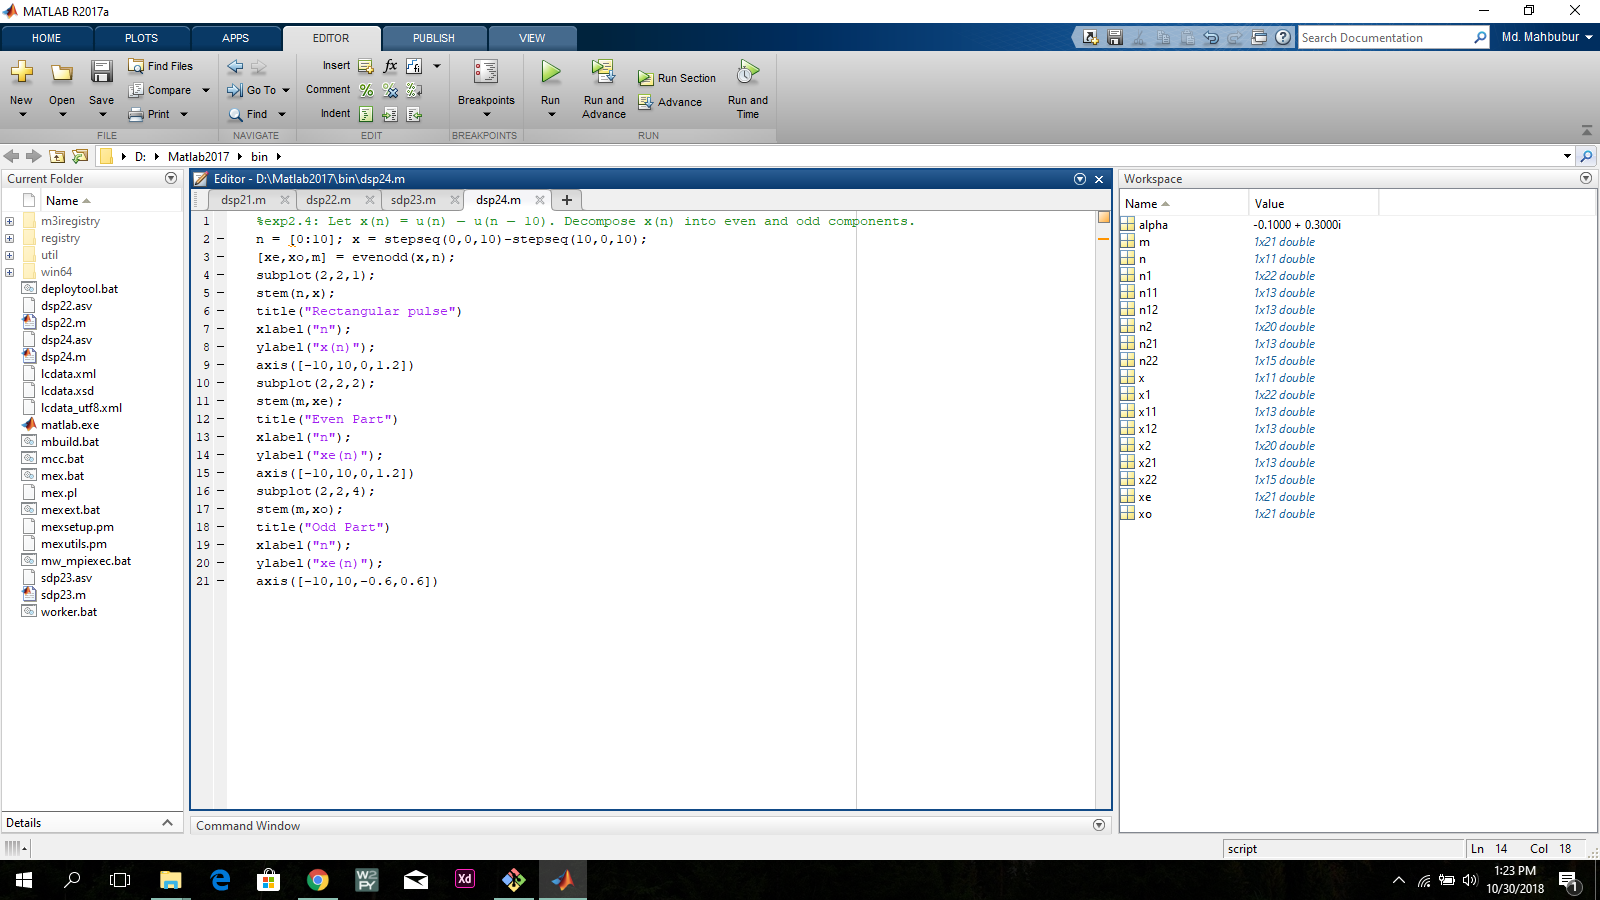 MATLAB R2017a
HOME PLOTS APPS EDITOR PUBLISH VIEW
Search Documentation
Md. Mahbubur
New
Open
Save
Find Files
Compare
Print
Go To
Find
Insert
fx
Comment
Indent
Breakpoints
Run
Run and Advance
Run Section
Advance
Run and Time
FILE NAVIGATE EDIT BREAKPOINTS RUN
D: Matlab2017 bin
Current Folder
Name
m3iregistry
registry
util
win64
deploytool.bat
dsp22.asv
dsp22.m
dsp24.asv
dsp24.m
lcdata.xml
lcdata.xsd
lcdata_utf8.xml
matlab.exe
mbuild.bat
mcc.bat
mex.bat
mex.pl
mexext.bat
mexsetup.pm
mexutils.pm
mw_mpiexec.bat
sdp23.asv
sdp23.m
worker.bat
Details
Editor - D:\Matlab2017\bin\dsp24.m
dsp21.m dsp22.m sdp23.m dsp24.m
1 %exp2.4: Let x(n) = u(n) − u(n − 10). Decompose x(n) into even and odd components.
2 − n = [0:10]; x = stepseq(0,0,10)-stepseq(10,0,10);
3 − [xe,xo,m] = evenodd(x,n);
4 − subplot(2,2,1);
5 − stem(n,x);
6 − title("Rectangular pulse")
7 − xlabel("n");
8 − ylabel("x(n)");
9 − axis([-10,10,0,1.2])
10 − subplot(2,2,2);
11 − stem(m,xe);
12 − title("Even Part")
13 − xlabel("n");
14 − ylabel("xe(n)");
15 − axis([-10,10,0,1.2])
16 − subplot(2,2,4);
17 − stem(m,xo);
18 − title("Odd Part")
19 − xlabel("n");
20 − ylabel("xe(n)");
21 − axis([-10,10,-0.6,0.6])
Command Window
Workspace
Name Value
alpha -0.1000 + 0.3000i
m 1x21 double
n 1x11 double
n1 1x22 double
n11 1x13 double
n12 1x13 double
n2 1x20 double
n21 1x13 double
n22 1x15 double
x 1x11 double
x1 1x22 double
x11 1x13 double
x12 1x13 double
x2 1x20 double
x21 1x13 double
x22 1x15 double
xe 1x21 double
xo 1x21 double
script
Ln 14 Col 18
W2
PY
Xd
1:23 PM
10/30/2018
1